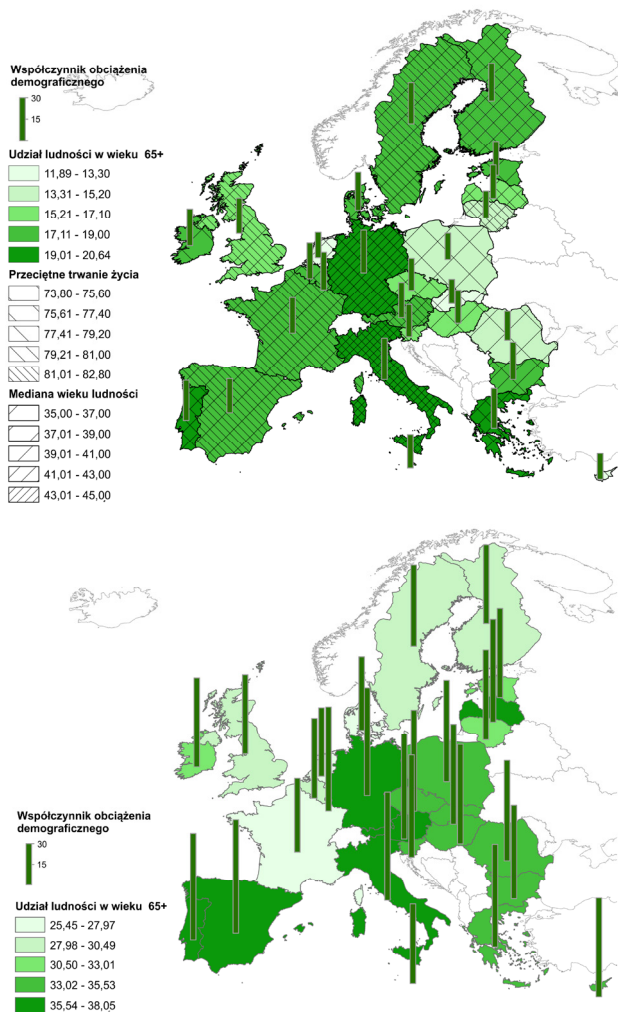 Współczynnik obciążenia
demograficznego
30
15
Udział ludności w wieku 65+
11,89 - 13,30
13,31 - 15,20
15,21 - 17,10
17,11 - 19,00
19,01 - 20,64
Przeciętne trwanie życia
73,00 - 75,60
75,61 - 77,40
77,41 - 79,20
79,21 - 81,00
81,01 - 82,80
Mediana wieku ludności
35,00 - 37,00
37,01 - 39,00
39,01 - 41,00
41,01 - 43,00
43,01 - 45,00
Współczynnik obciążenia
demograficznego
30
15
Udział ludności w wieku 65+
25,45 - 27,97
27,98 - 30,49
30,50 - 33,01
33,02 - 35,53
35,54 - 38,05